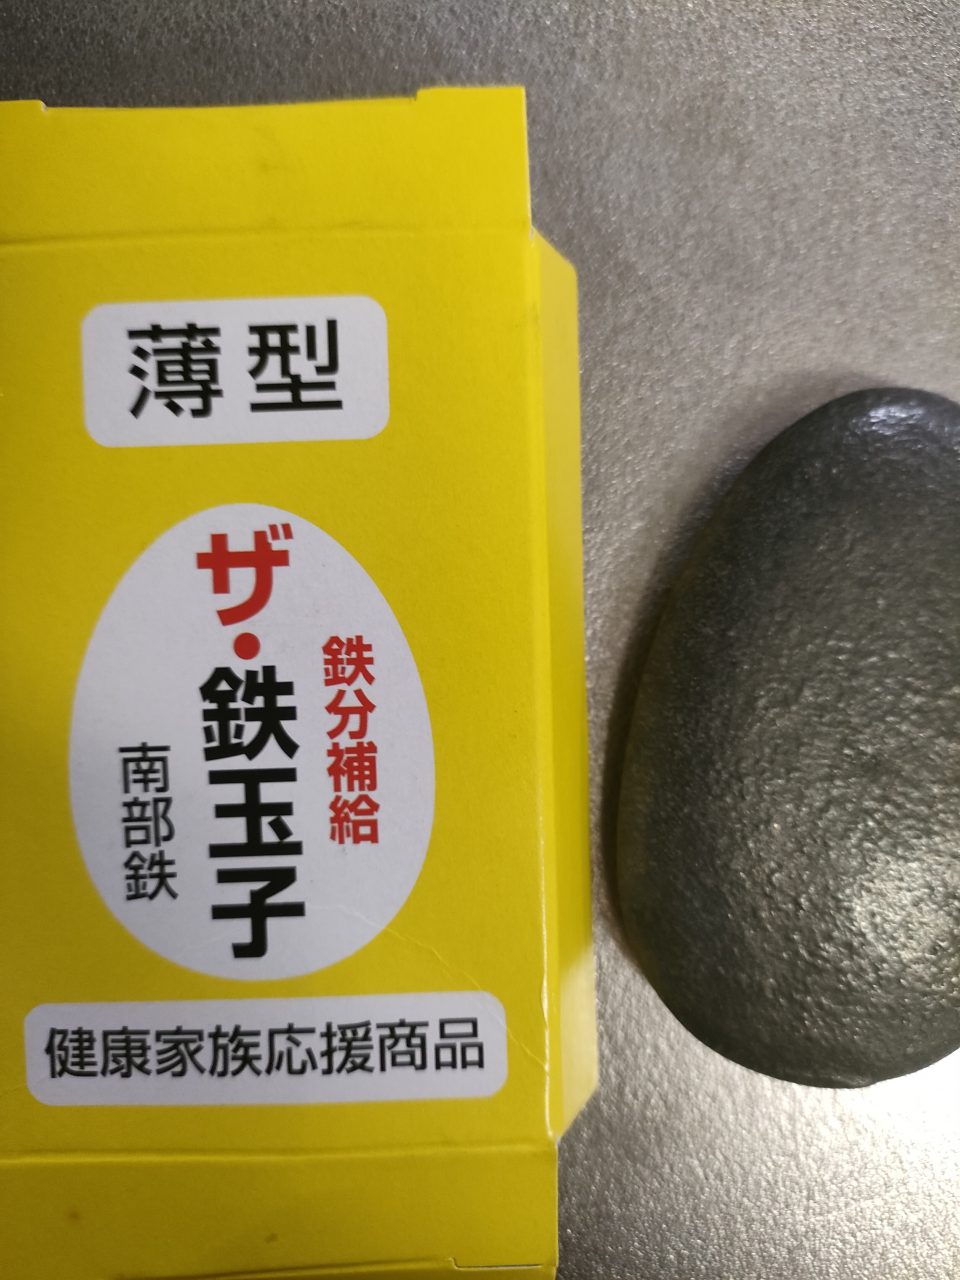 薄型
鉄分補給
ザ・鉄玉子
南部鉄
健康家族応援商品